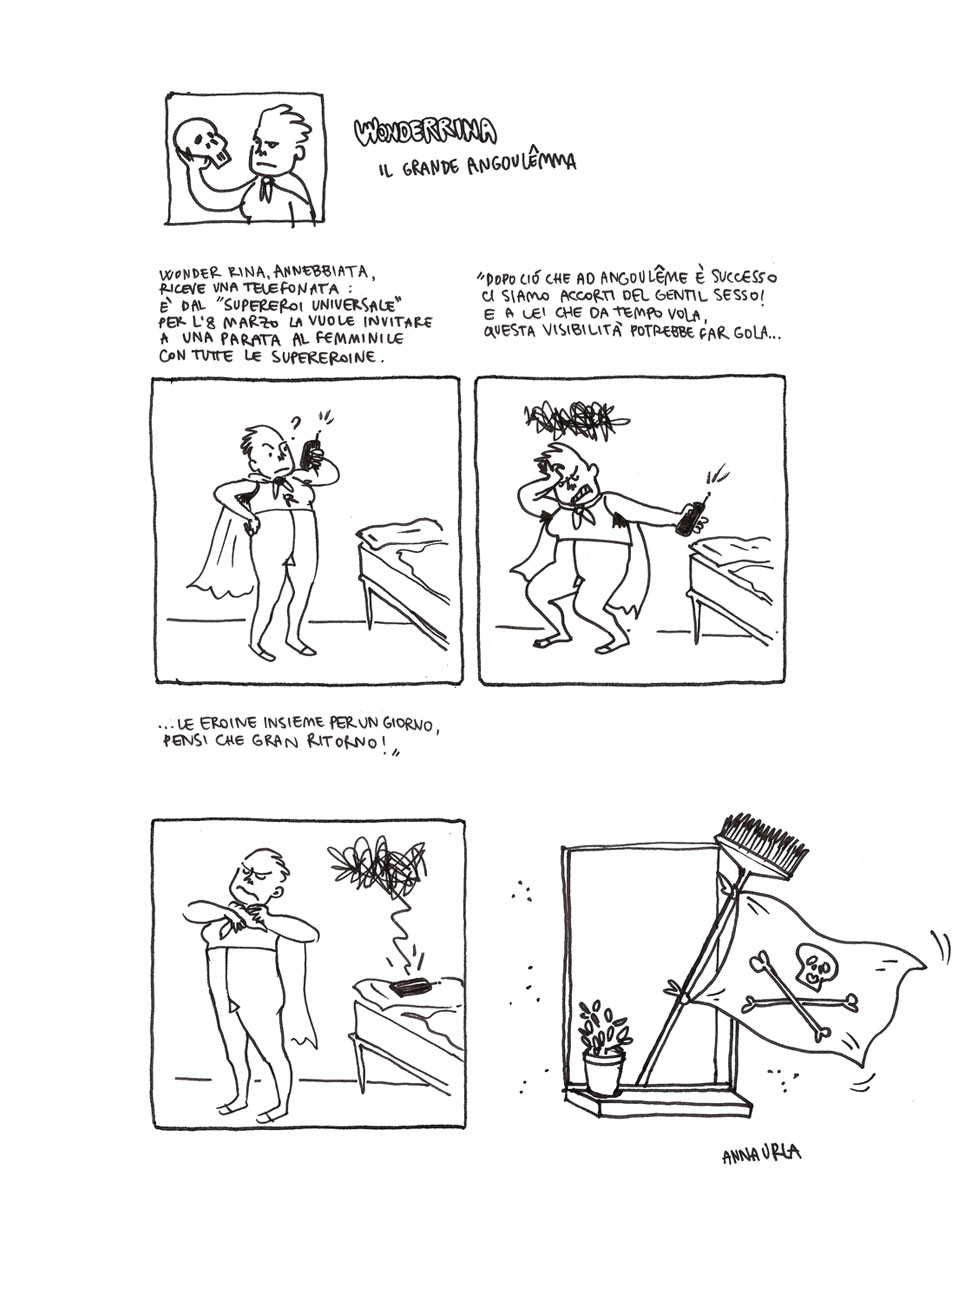 WONDERRINA
IL GRANDE ANGOULÊMMA
WONDER RINA, ANNEBBIATA,
RICEVE UNA TELEFONATA :
È DAL "SUPEREROI UNIVERSALE"
PER L'8 MARZO LA VUOLE INVITARE
A UNA PARATA AL FEMMINILE
CON TUTTE LE SUPEREROINE.
"DOPO CIÓ CHE AD ANGOULÊME È SUCCESSO
CI SIAMO ACCORTI DEL GENTIL SESSO!
E A LEI CHE DA TEMPO VOLA,
QUESTA VISIBILITÀ POTREBBE FAR GOLA...
?
R
...LE EROINE INSIEME PER UN GIORNO,
PENSI CHE GRAN RITORNO!"
ANNA URLA